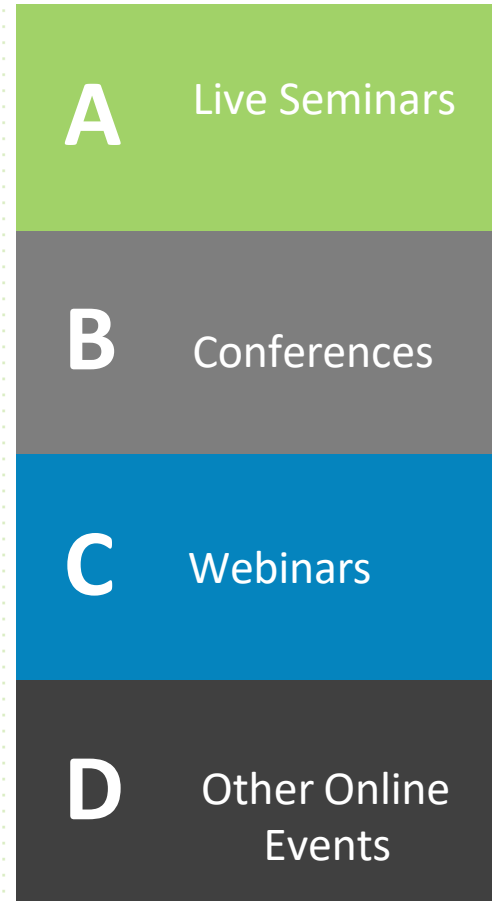 A Live Seminars
B Conferences
C Webinars
D Other Online
Events